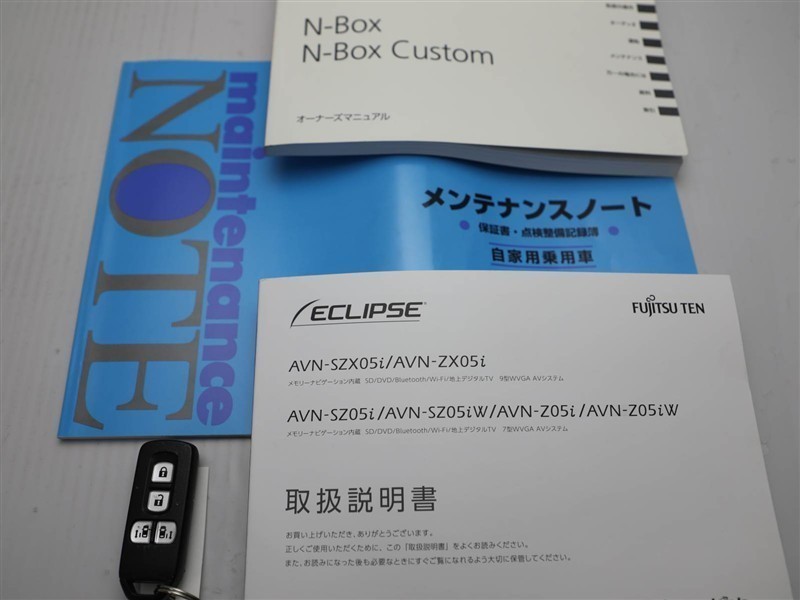 N-Box
N-Box Custom
オーナーズマニュアル
メンテナンス
maintenance
NOTE
メンテナンスノート
保証書・点検整備記録簿
自家用乗用車
ECLIPSE
FUJITSU TEN
AVN-SZX05i/AVN-ZX05i
メモリーナビゲーション内蔵 SD/DVD/Bluetooth/Wi-Fi/地上デジタルTV 9型WVGA AVシステム
AVN-SZ05i/AVN-SZ05iW/AVN-Z05i/AVN-Z05iW
メモリーナビゲーション内蔵 SD/DVD/Bluetooth/Wi-Fi/地上デジタルTV 7型WVGA AVシステム
取扱説明書
お買い上げいただき、ありがとうございます。
正しくご使用いただくために、この「取扱説明書」をよくお読みください。
また、お読みになった後も必要なときにすぐご覧になれるよう大切に保管してください。